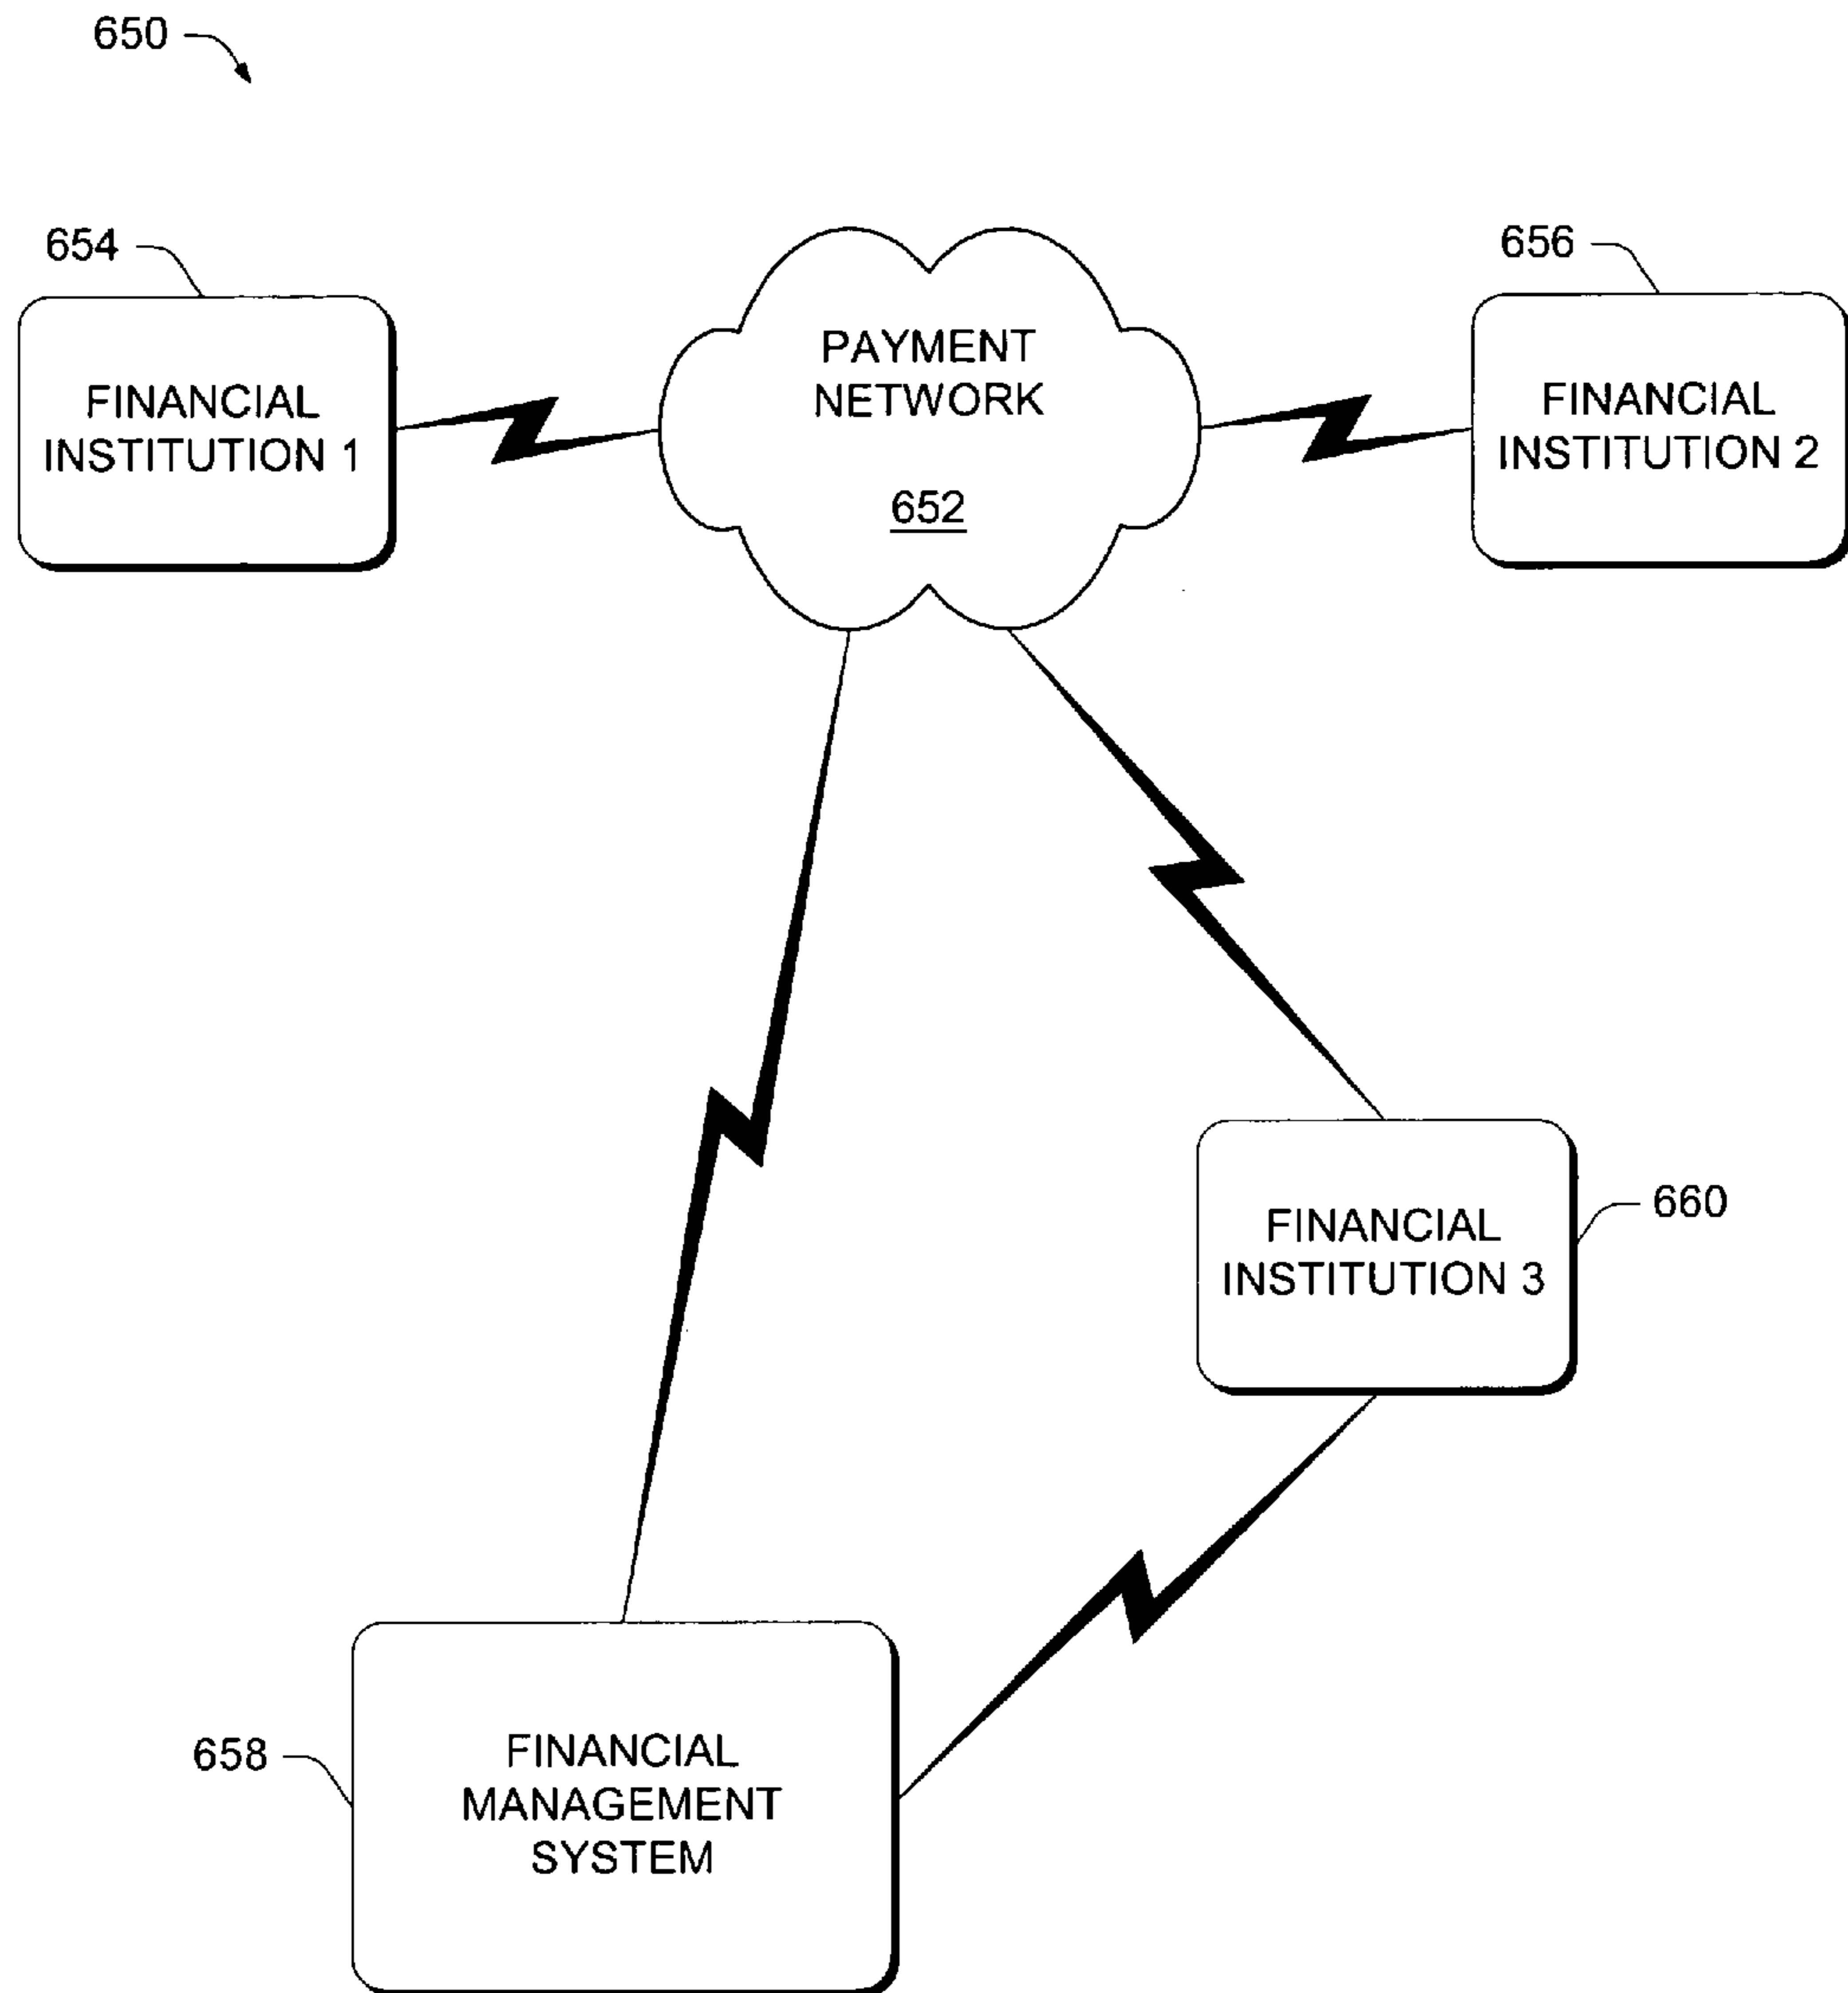 650
654
656
PAYMENT
NETWORK
652
FINANCIAL
INSTITUTION 1
FINANCIAL
INSTITUTION 2
FINANCIAL
INSTITUTION 3
660
658
FINANCIAL
MANAGEMENT
SYSTEM